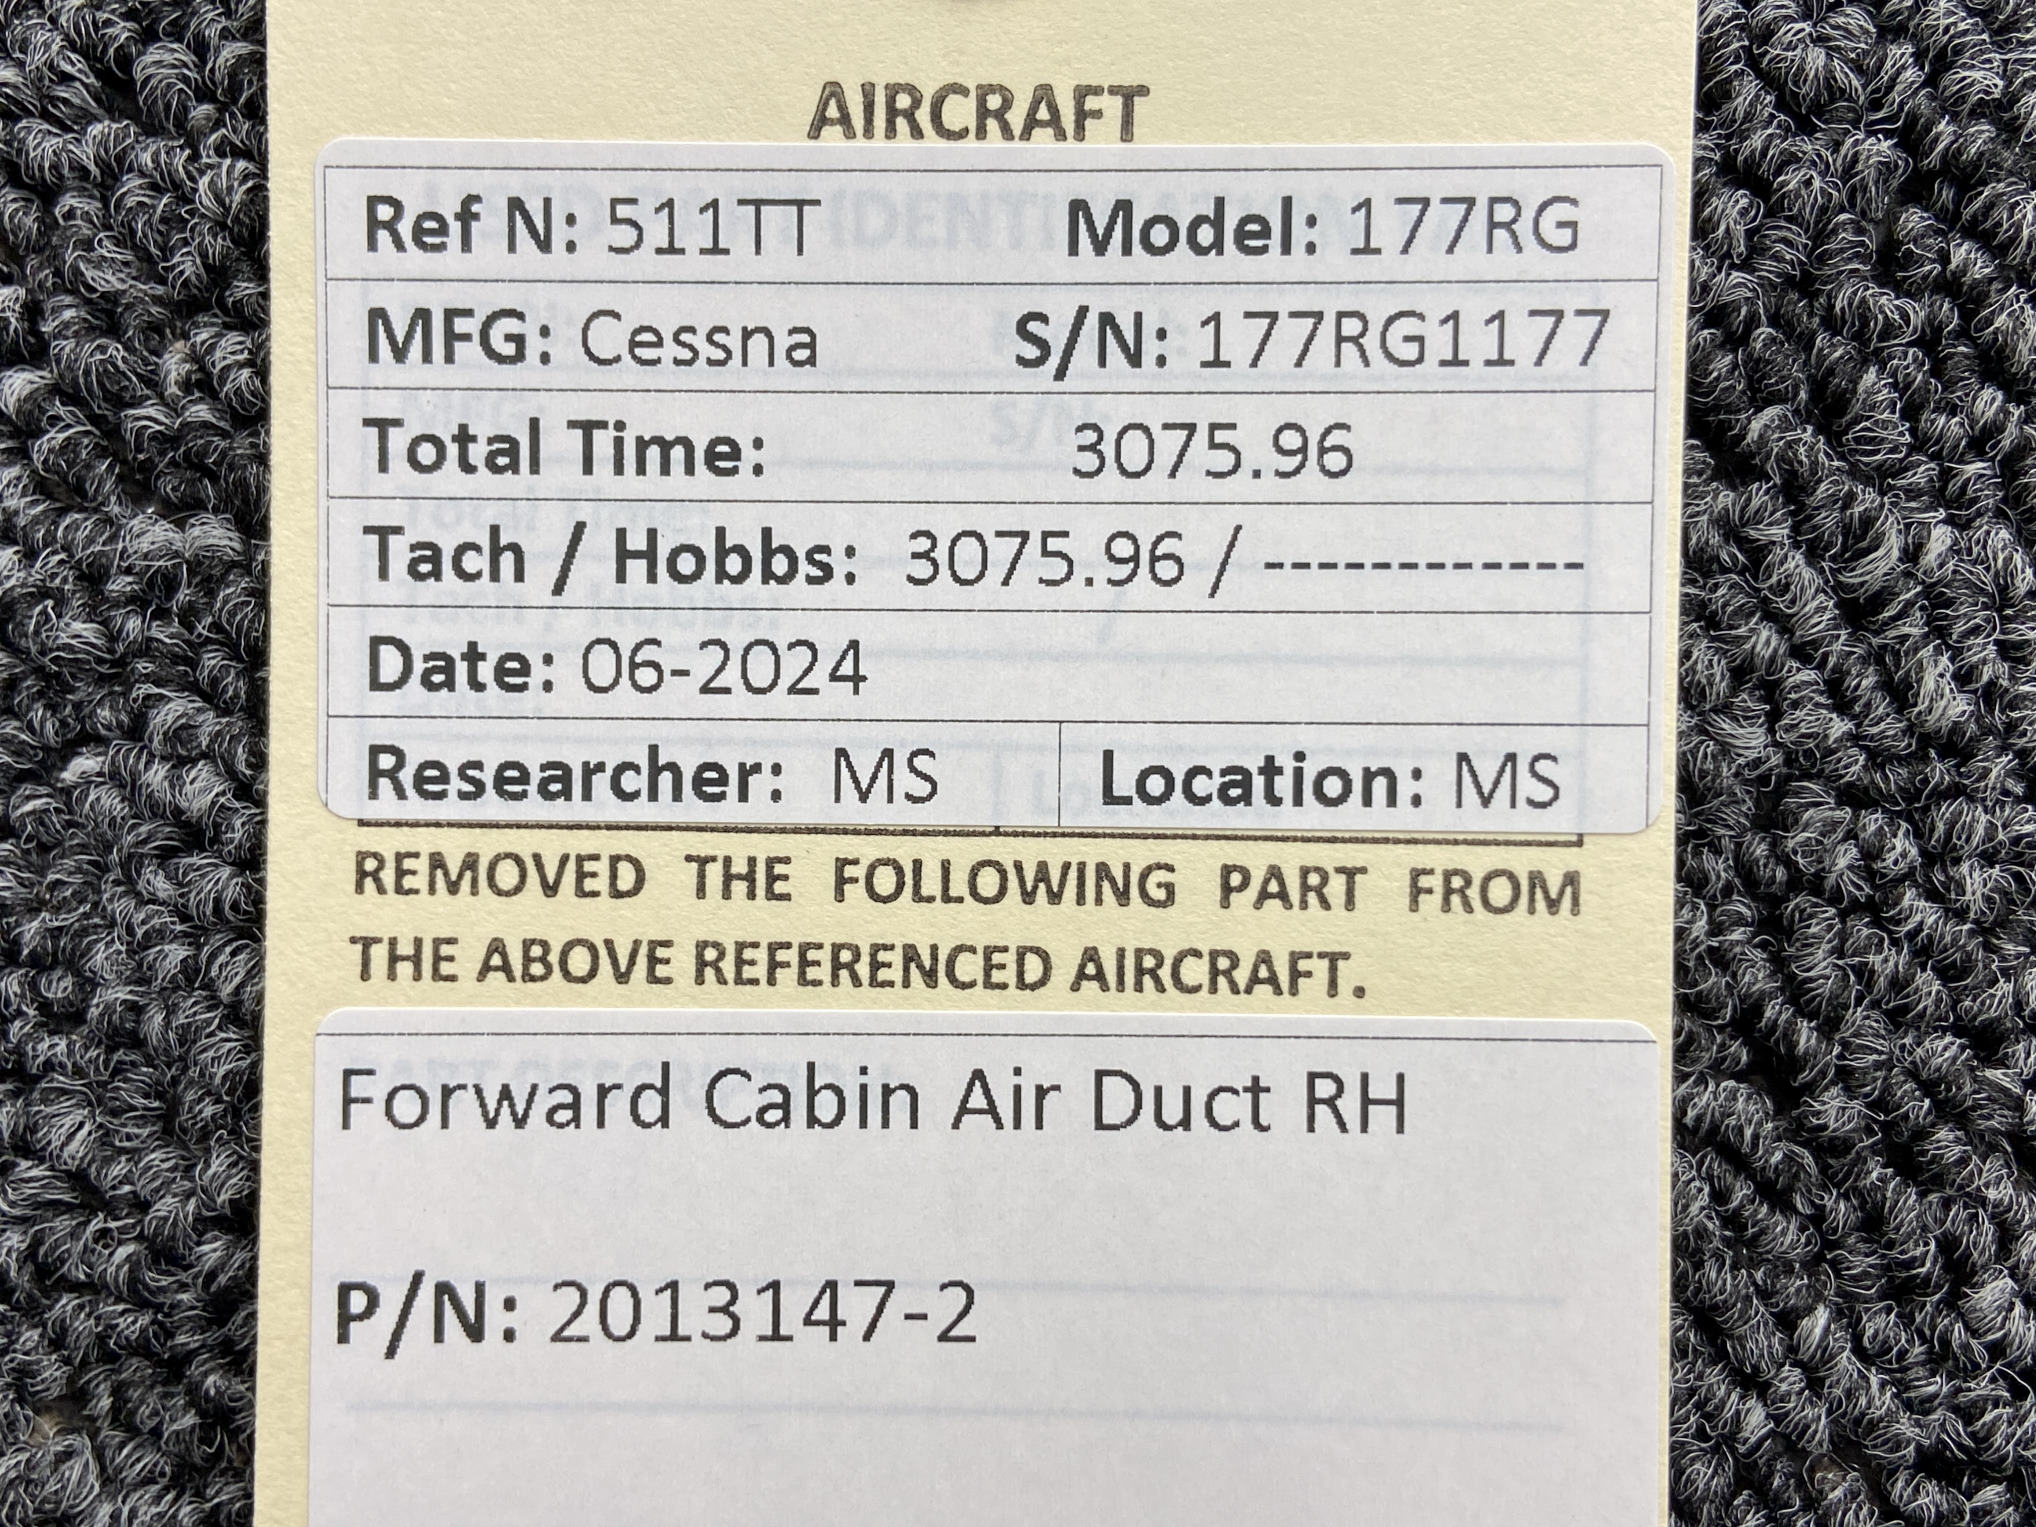 AIRCRAFT
Ref N: 511TT Model: 177RG
MFG: Cessna S/N: 177RG1177
Total Time: 3075.96
Tach / Hobbs: 3075.96 / ------------
Date: 06-2024
Researcher: MS Location: MS
REMOVED THE FOLLOWING PART FROM
THE ABOVE REFERENCED AIRCRAFT.
Forward Cabin Air Duct RH
P/N: 2013147-2